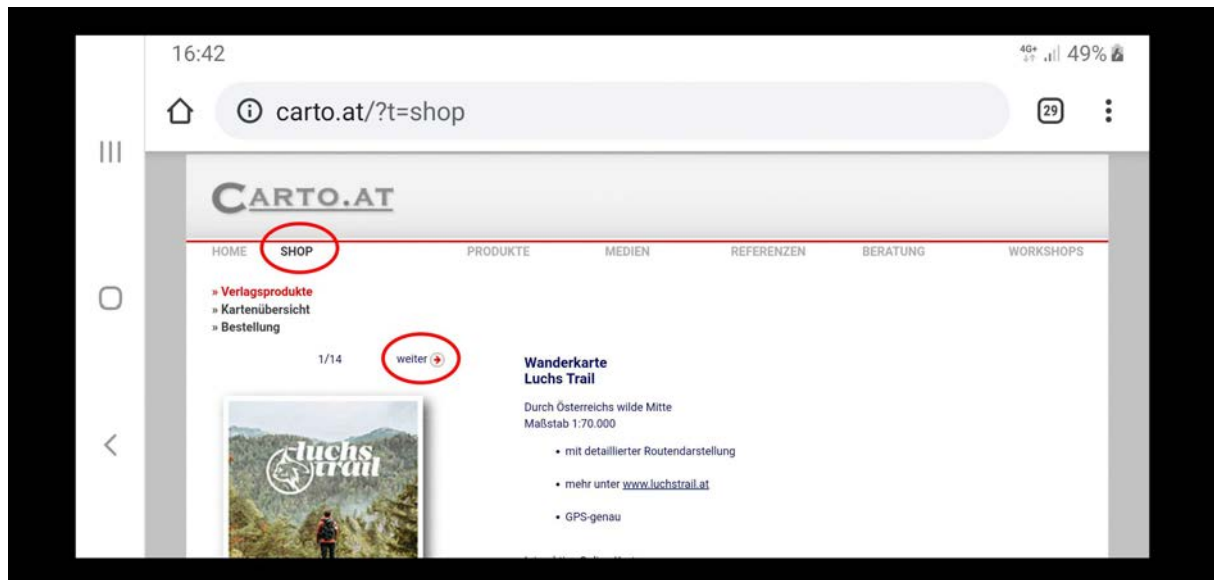 16:42 4G+ 49%
carto.at/?t=shop 29
CARTO.AT
HOME SHOP PRODUKTE MEDIEN REFERENZEN BERATUNG WORKSHOPS
» Verlagsprodukte
» Kartenübersicht
» Bestellung
1/14 weiter
Wanderkarte
Luchs Trail
Durch Österreichs wilde Mitte
Maßstab 1:70.000
• mit detaillierter Routendarstellung
• mehr unter www.luchstrail.at
• GPS-genau
luchs
trail